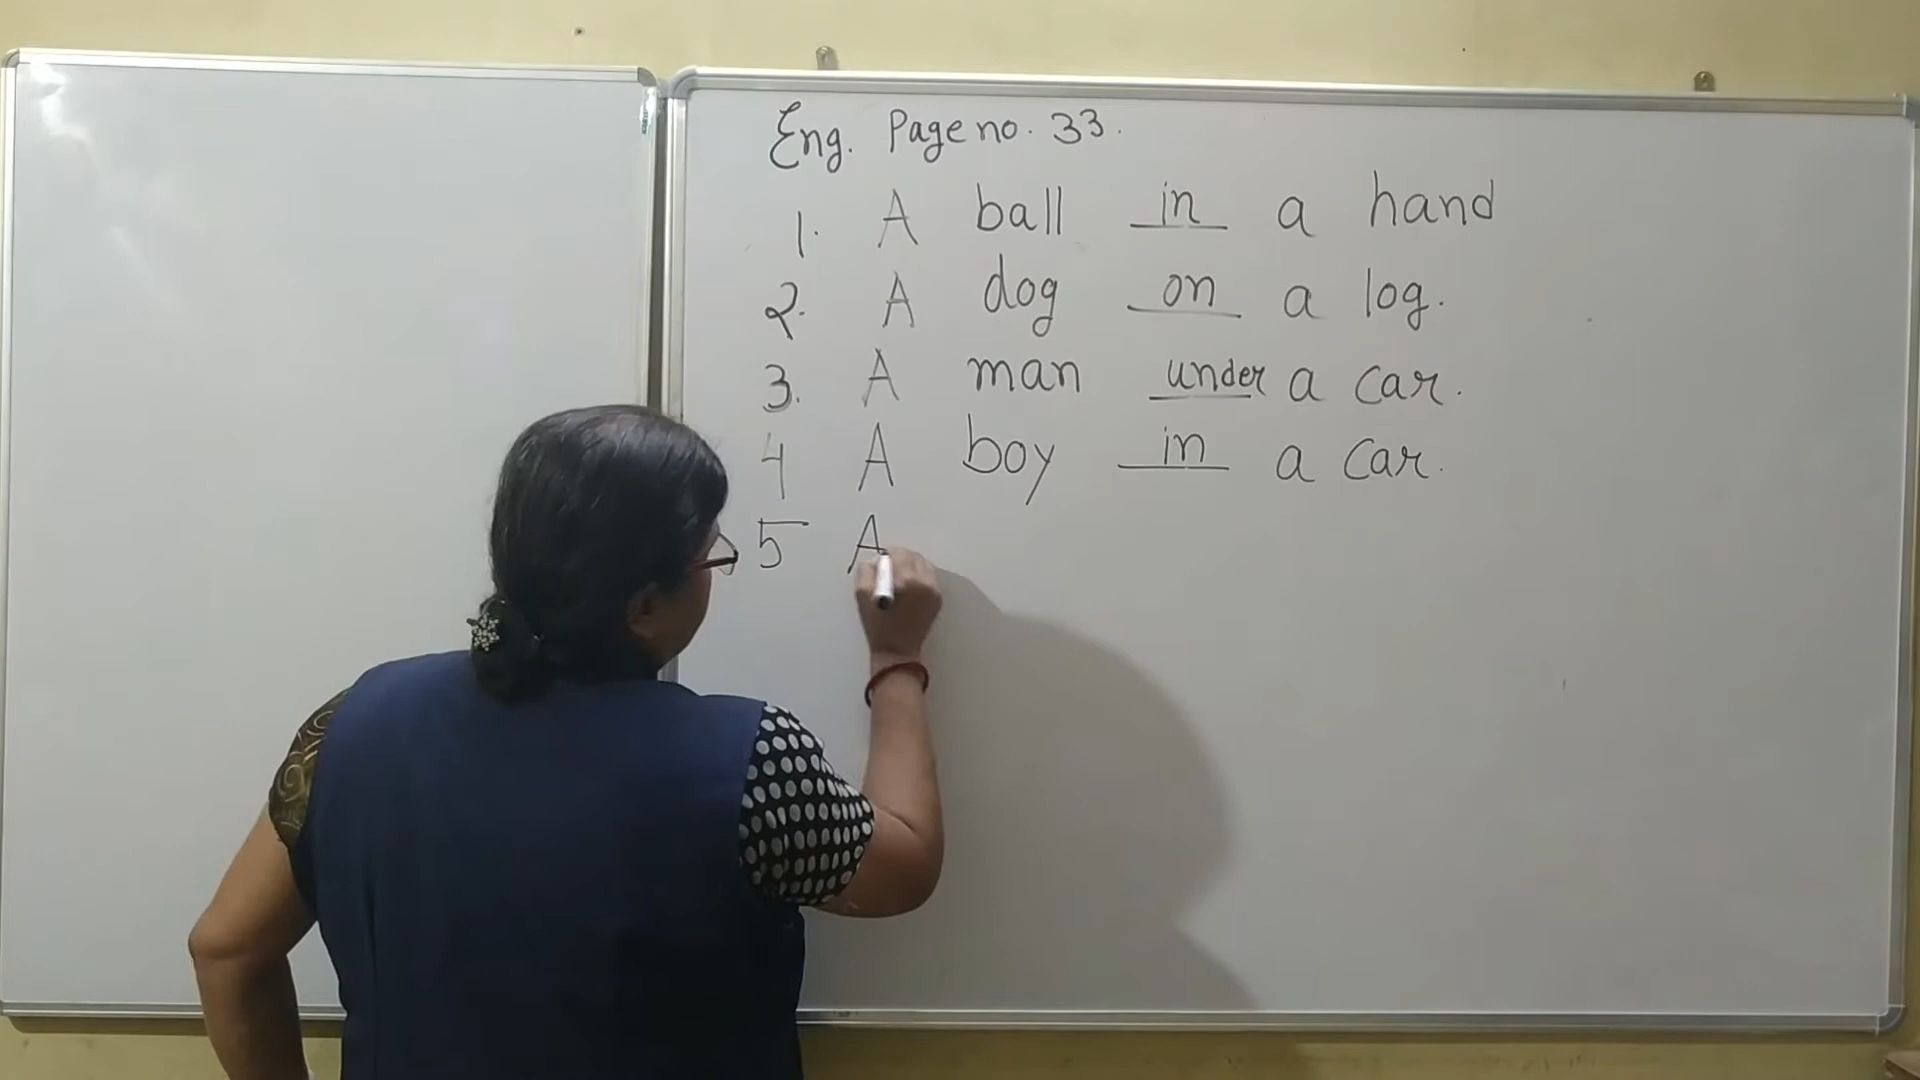 Eng. Page no. 33.
1. A ball in a hand
2. A dog on a log.
3. A man under a car.
4 A boy in a car.
5 A